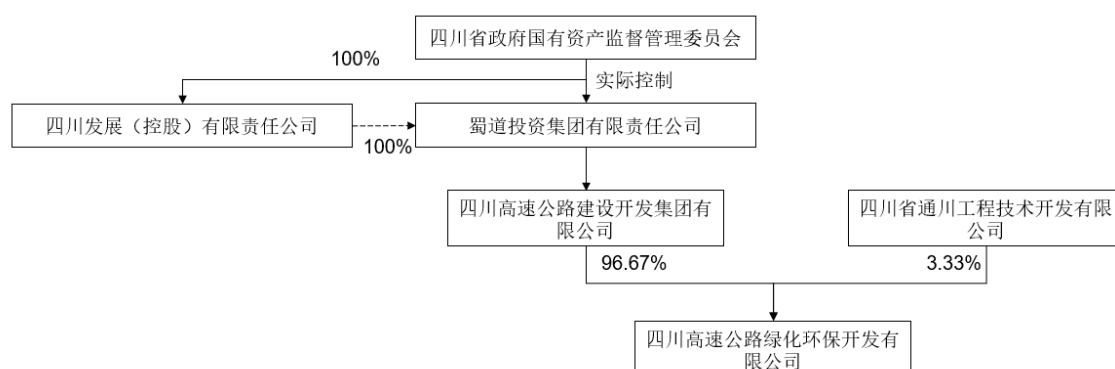 四川省政府国有资产监督管理委员会
100%
实际控制
四川发展（控股）有限责任公司
蜀道投资集团有限责任公司
100%
四川高速公路建设开发集团有
限公司
四川省通川工程技术开发有限
公司
96.67%
3.33%
四川高速公路绿化环保开发有
限公司